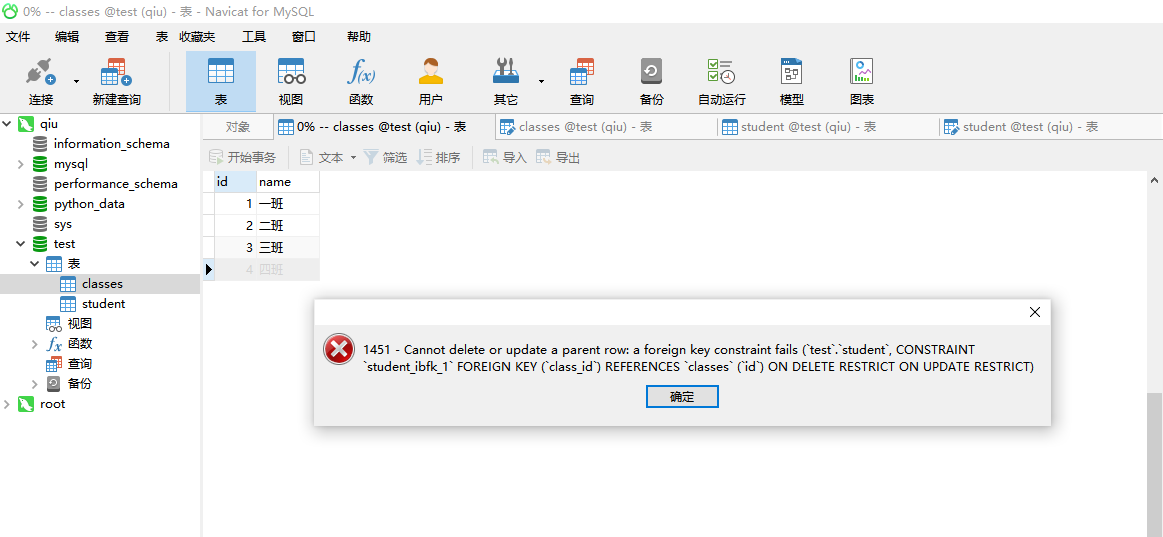 0% -- classes @test (qiu) - 表 - Navicat for MySQL
文件 编辑 查看 表 收藏夹 工具 窗口 帮助
连接 新建查询 表 视图 函数 用户 其它 查询 备份 自动运行 模型 图表
qiu
information_schema
mysql
performance_schema
python_data
sys
test
表
classes
student
视图
函数
查询
备份
root
对象 0% -- classes @test (qiu) - 表 classes @test (qiu) - 表 student @test (qiu) - 表 student @test (qiu) - 表
开始事务 文本 筛选 排序 导入 导出
id name
1 一班
2 二班
3 三班
4 四班
1451 - Cannot delete or update a parent row: a foreign key constraint fails (`test`.`student`, CONSTRAINT
`student_ibfk_1` FOREIGN KEY (`class_id`) REFERENCES `classes` (`id`) ON DELETE RESTRICT ON UPDATE RESTRICT)
确定